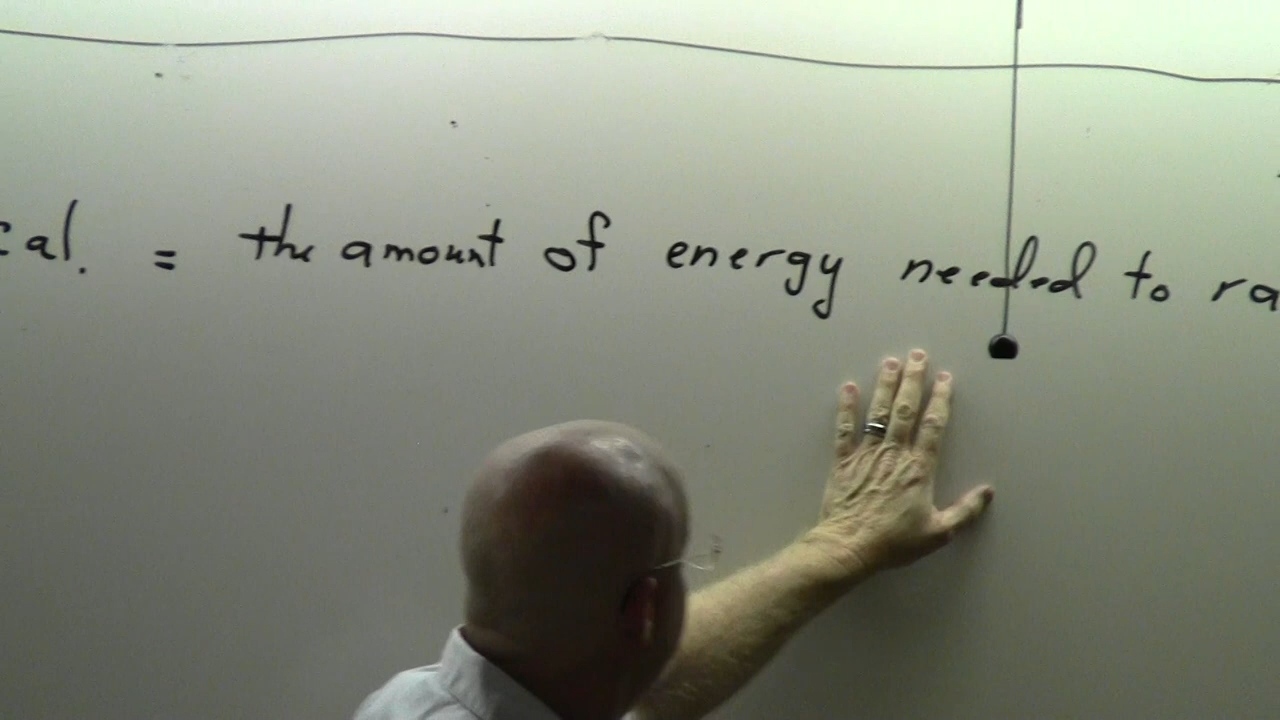 cal. = the amount of energy needed to ra